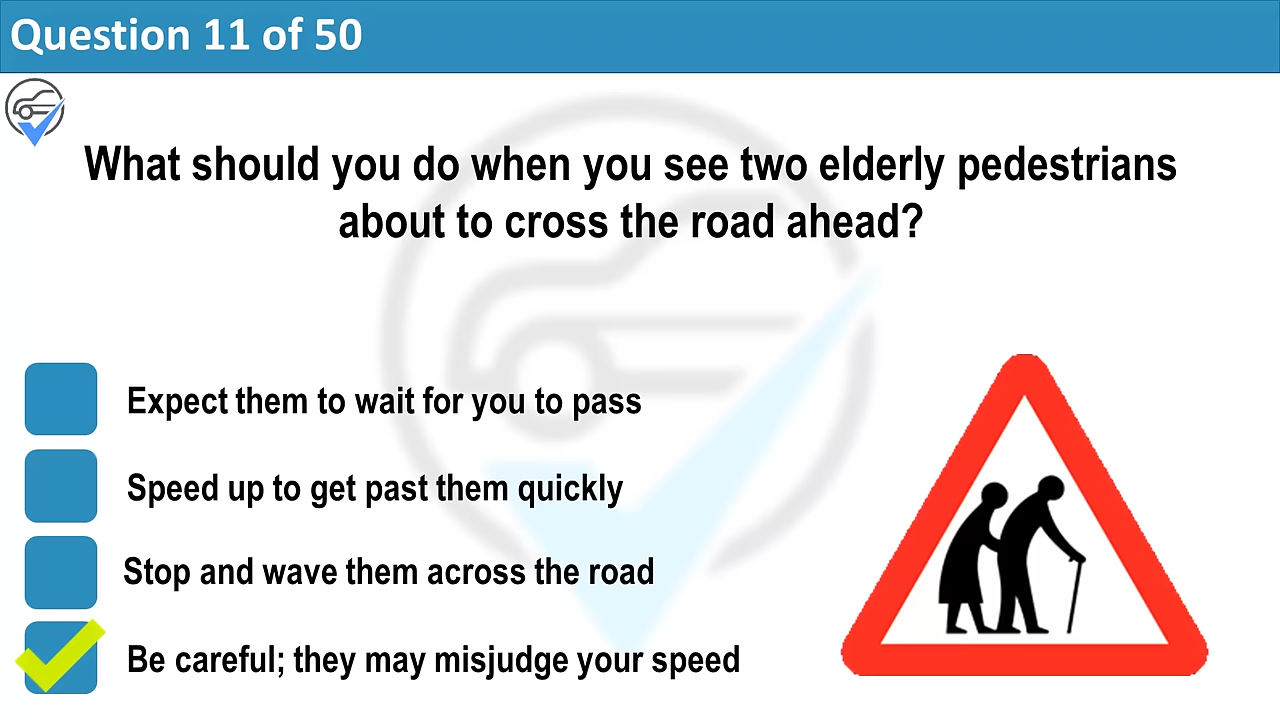 Question 11 of 50
What should you do when you see two elderly pedestrians
about to cross the road ahead?
Expect them to wait for you to pass
Speed up to get past them quickly
Stop and wave them across the road
Be careful; they may misjudge your speed